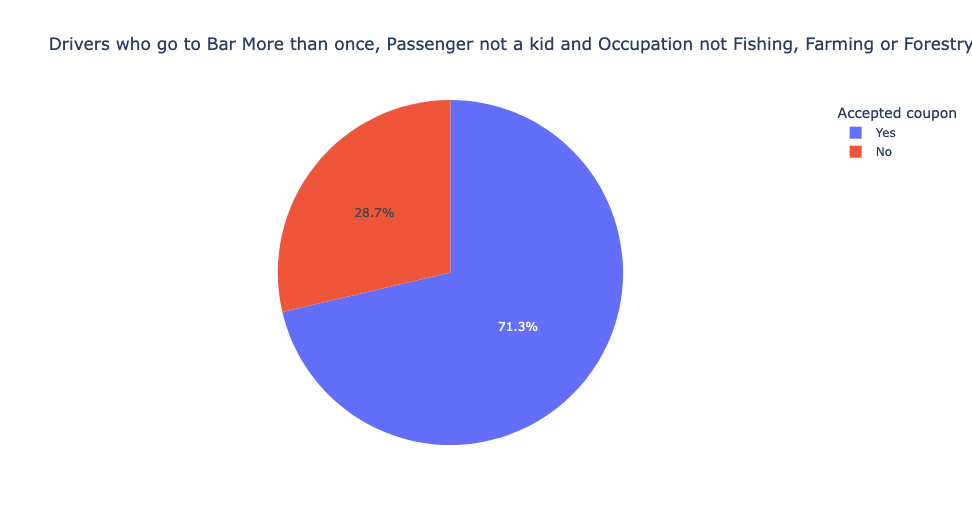 Drivers who go to Bar More than once, Passenger not a kid and Occupation not Fishing, Farming or Forestry
Accepted coupon
Yes
No
28.7%
71.3%